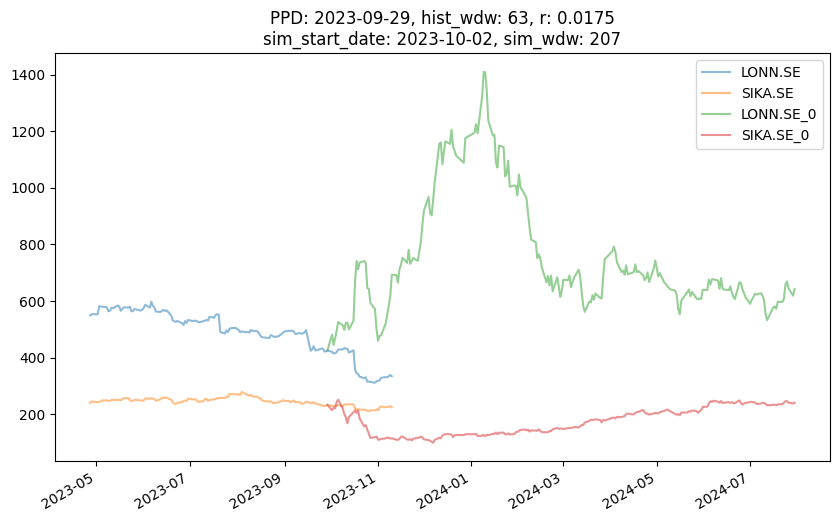 PPD: 2023-09-29, hist_wdw: 63, r: 0.0175
sim_start_date: 2023-10-02, sim_wdw: 207
1400
1200
1000
800
600
400
200
LONN.SE
SIKA.SE
LONN.SE_0
SIKA.SE_0
2023-05
2023-07
2023-09
2023-11
2024-01
2024-03
2024-05
2024-07